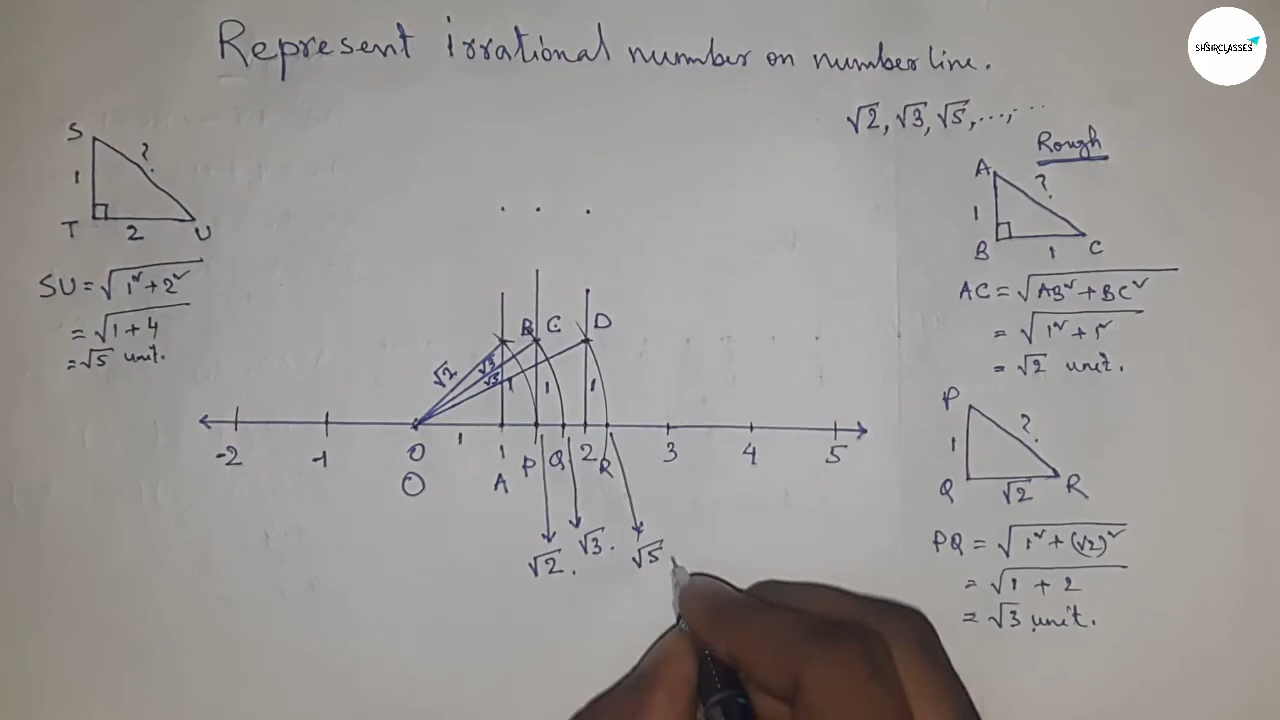 Represent irrational number on number line.
SHSIRCLASSES
√2, √3, √5, ...,...
Rough
S
?
1
T 2 U
SU = √1² + 2²
= √1 + 4
= √5 unit.
A
?
1
B 1 C
AC = √AB² + BC²
= √1² + 1²
= √2 unit.
P
?
1
Q √2 R
PQ = √1² + (√2)²
= √1 + 2
= √3 unit.
B C D
√2 √3 √5 1 1 1
1
-2 -1 0 1 P Q 2 R 3 4 5
O A
√2. √3. √5